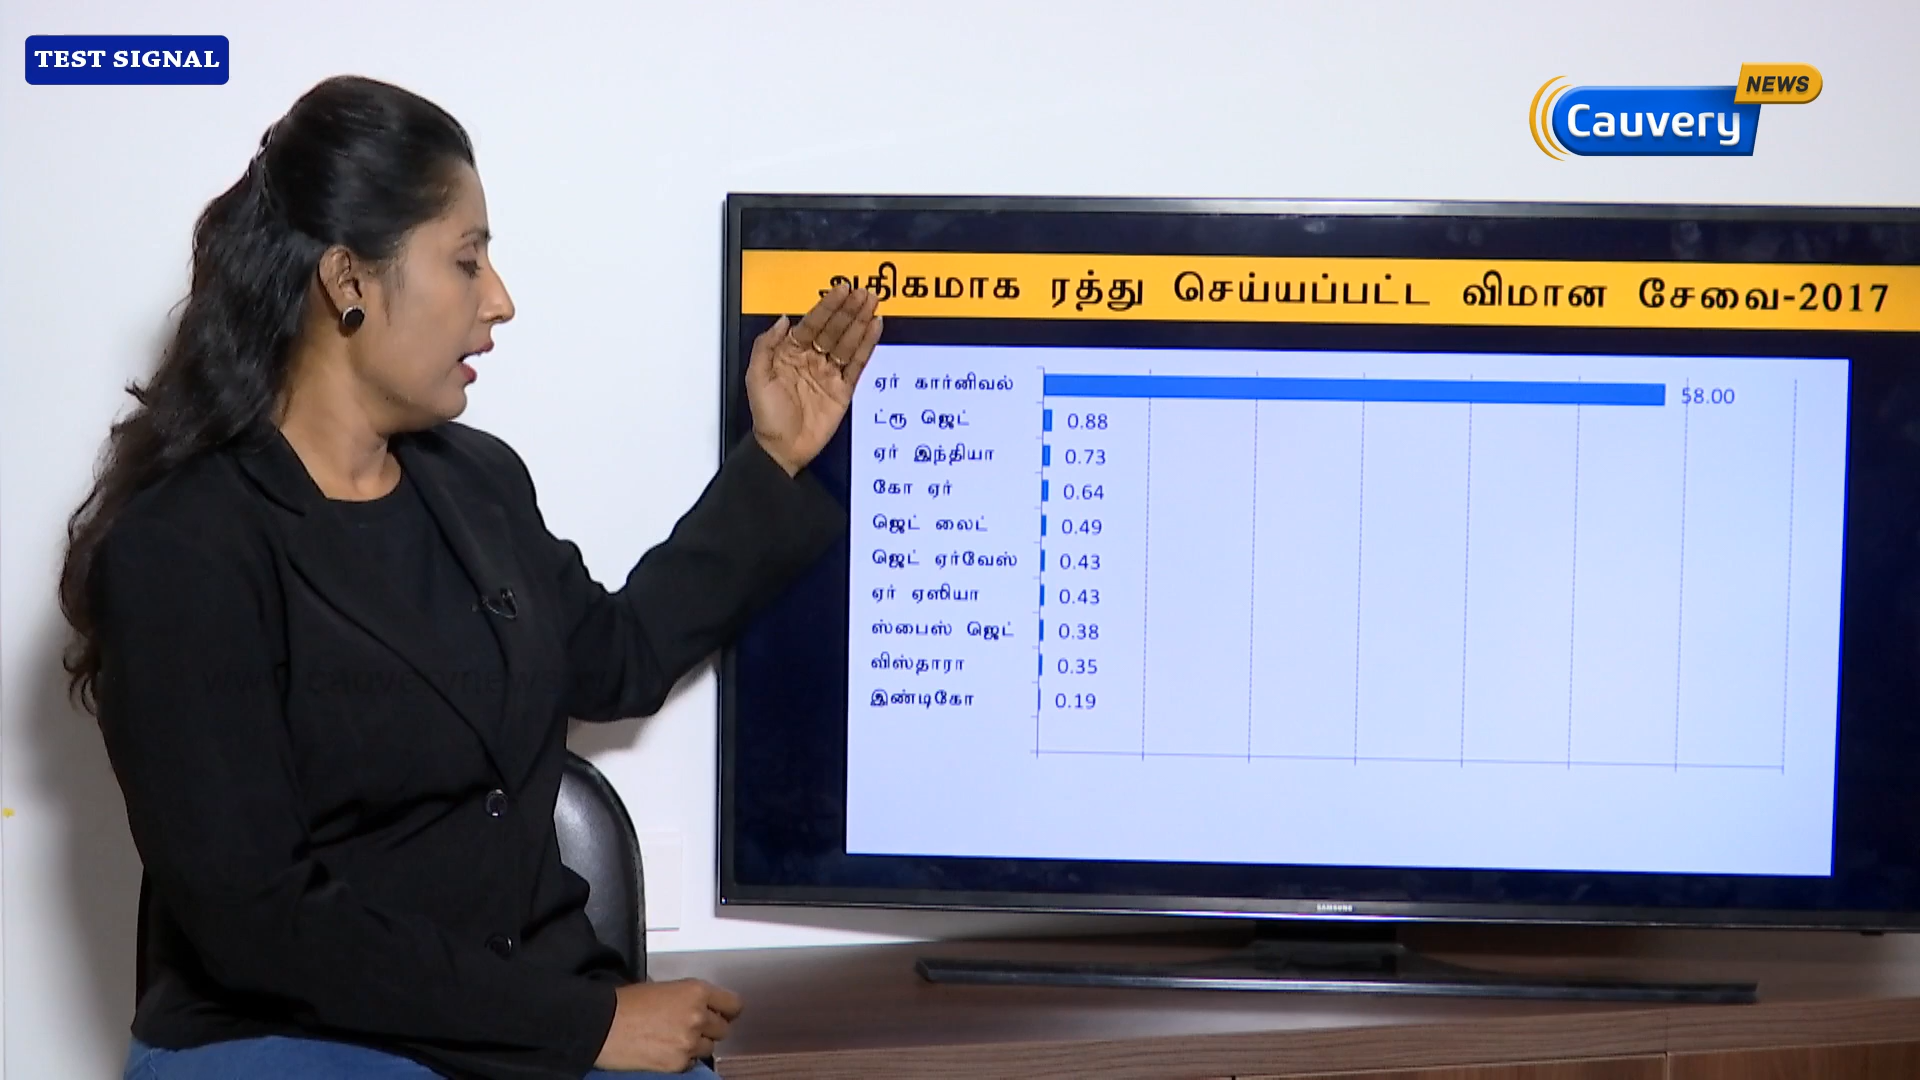 TEST SIGNAL
Cauvery NEWS
அதிகமாக ரத்து செய்யப்பட்ட விமான சேவை-2017
ஏர் கார்னிவல் 58.00
ட்ரூ ஜெட் 0.88
ஏர் இந்தியா 0.73
கோ ஏர் 0.64
ஜெட் லைட் 0.49
ஜெட் ஏர்வேஸ் 0.43
ஏர் ஏஸியா 0.43
ஸ்பைஸ் ஜெட் 0.38
விஸ்தாரா 0.35
இண்டிகோ 0.19
SAMSUNG